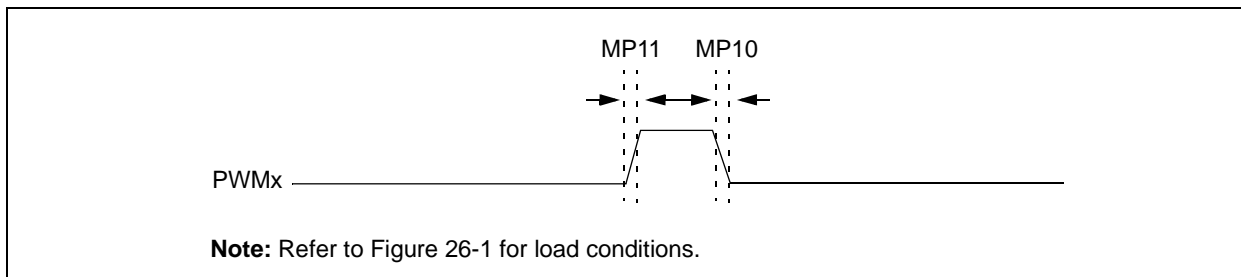 MP11 MP10
PWMx
Note: Refer to Figure 26-1 for load conditions.